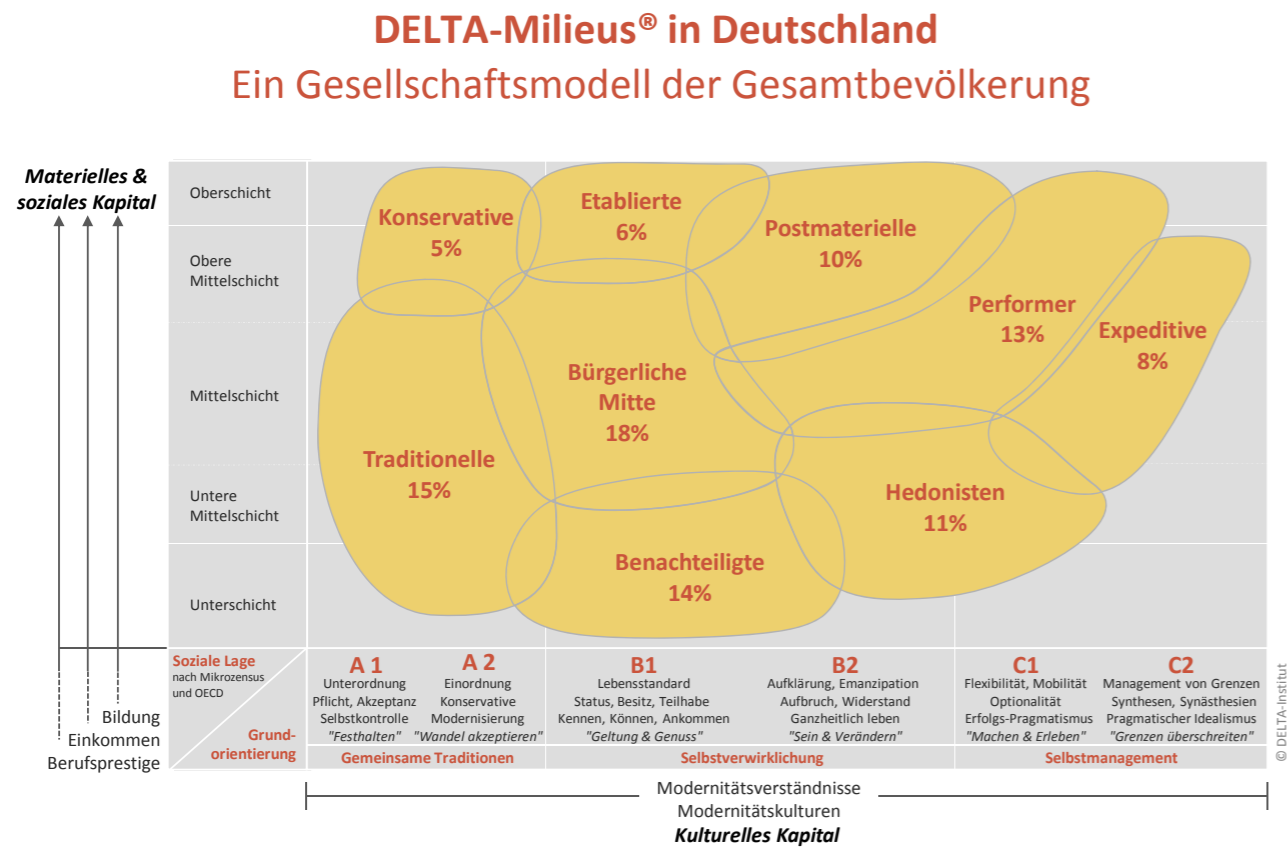 DELTA-Milieus® in Deutschland
Ein Gesellschaftsmodell der Gesamtbevölkerung
Materielles &
soziales Kapital
Oberschicht
Obere
Mittelschicht
Mittelschicht
Untere
Mittelschicht
Unterschicht
Konservative
5%
Etablierte
6%
Postmaterielle
10%
Performer
13%
Expeditive
8%
Bürgerliche
Mitte
18%
Traditionelle
15%
Hedonisten
11%
Benachteiligte
14%
Soziale Lage
nach Mikrozensus
und OECD
Grund-
orientierung
Bildung
Einkommen
Berufsprestige
A 1
Unterordnung
Pflicht, Akzeptanz
Selbstkontrolle
"Festhalten"
A 2
Einordnung
Konservative
Modernisierung
"Wandel akzeptieren"
B1
Lebensstandard
Status, Besitz, Teilhabe
Kennen, Können, Ankommen
"Geltung & Genuss"
B2
Aufklärung, Emanzipation
Aufbruch, Widerstand
Ganzheitlich leben
"Sein & Verändern"
C1
Flexibilität, Mobilität
Optionalität
Erfolgs-Pragmatismus
"Machen & Erleben"
C2
Management von Grenzen
Synthesen, Synästhesien
Pragmatischer Idealismus
"Grenzen überschreiten"
Gemeinsame Traditionen
Selbstverwirklichung
Selbstmanagement
Modernitätsverständnisse
Modernitätskulturen
Kulturelles Kapital
© DELTA-Institut